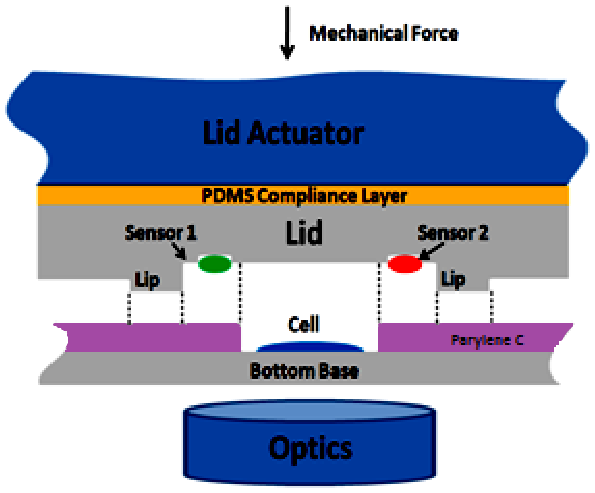 Mechanical Force
Lid Actuator
PDMS Compliance Layer
Sensor 1
Lid
Sensor 2
Lip
Lip
Cell
Parylene C
Bottom Base
Optics